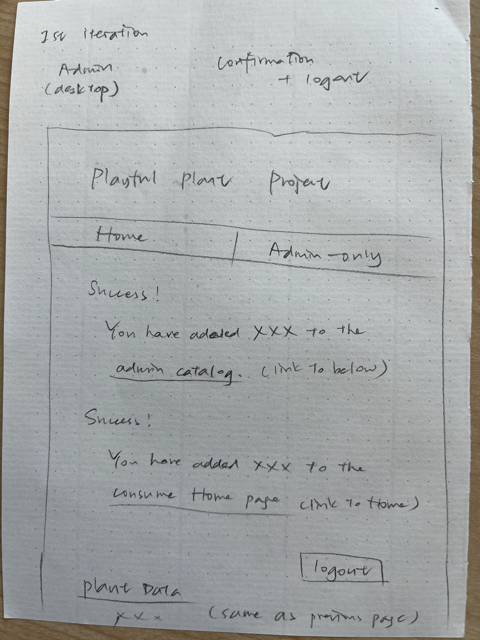 1st iteration
Admin
(desktop)
Confirmation
+ logout
Playful Plant Project
Home | Admin-only
Success!
You have added XXX to the
admin catalog. (link to below)
Success!
You have added XXX to the
consume Home page (link to Home)
logout
plant Data
XXX (same as previous page)